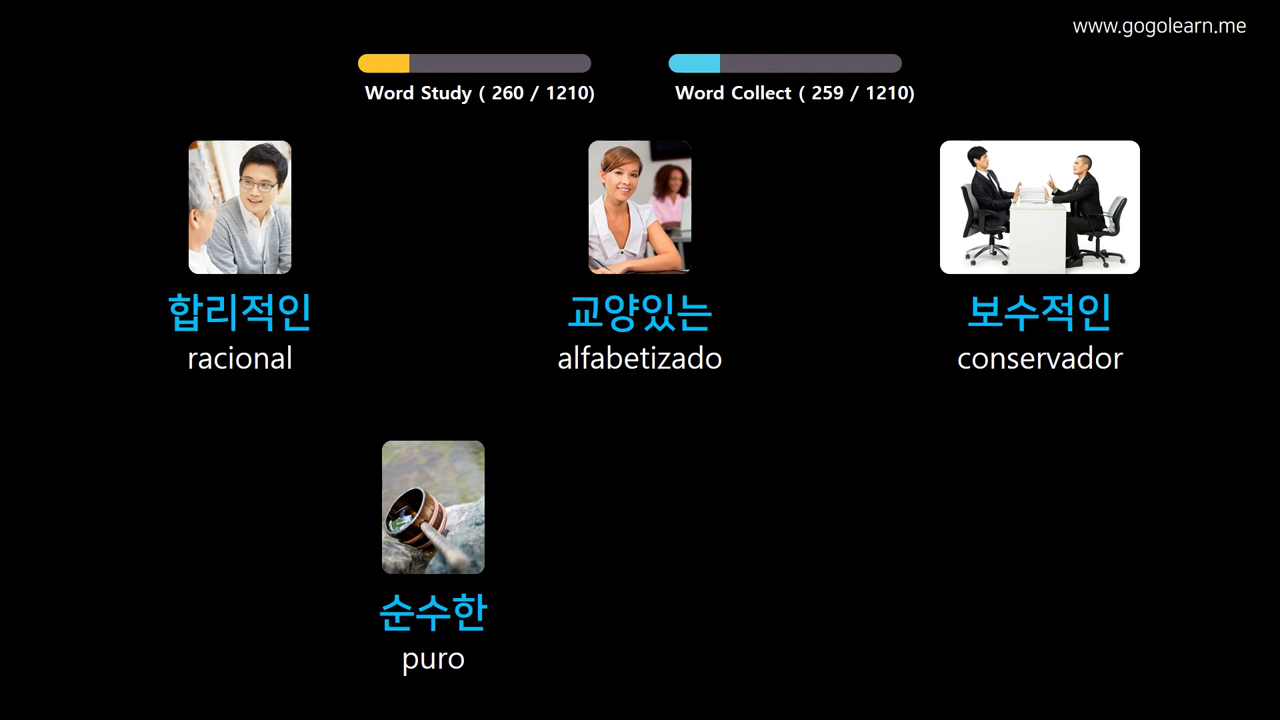 www.gogolearn.me
Word Study ( 260 / 1210)
Word Collect ( 259 / 1210)
합리적인
racional
교양있는
alfabetizado
보수적인
conservador
순수한
puro